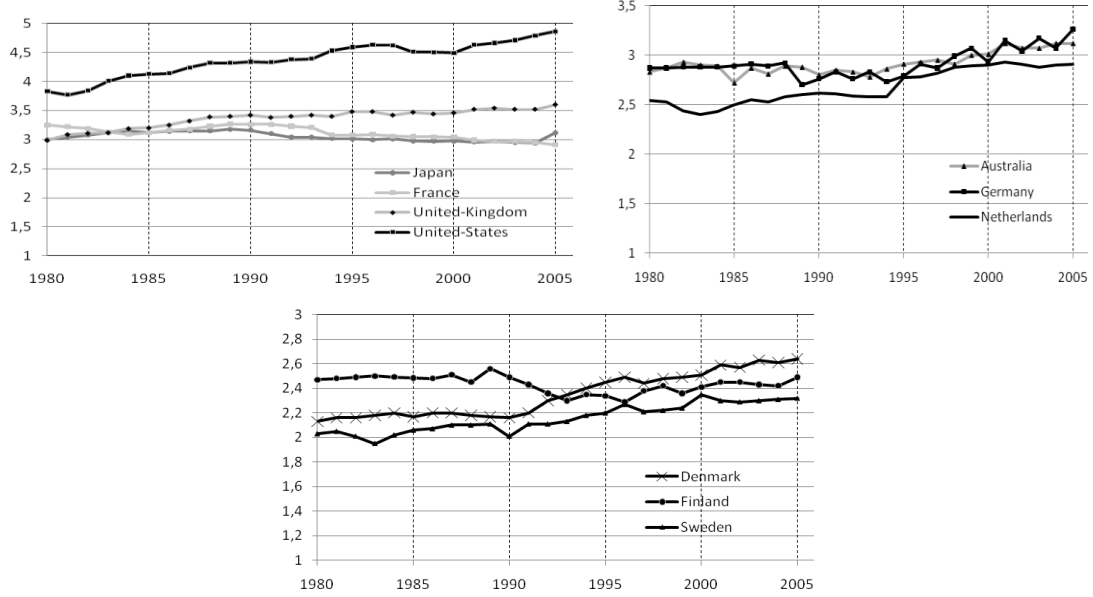 5
4,5
4
3,5
3
2,5
2
1,5
1
Japan
France
United-Kingdom
United-States
1980 1985 1990 1995 2000 2005
3,5
3
2,5
2
1,5
1
Australia
Germany
Netherlands
1980 1985 1990 1995 2000 2005
3
2,8
2,6
2,4
2,2
2
1,8
1,6
1,4
1,2
1
Denmark
Finland
Sweden
1980 1985 1990 1995 2000 2005